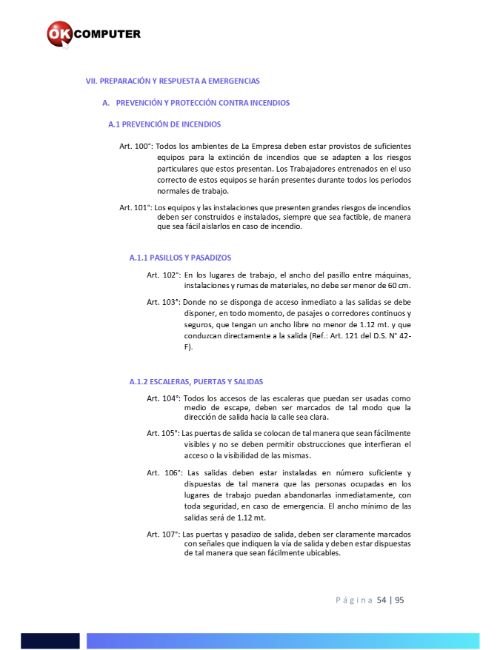 OK COMPUTER
VII. PREPARACIÓN Y RESPUESTA A EMERGENCIAS
A. PREVENCIÓN Y PROTECCIÓN CONTRA INCENDIOS
A.1 PREVENCIÓN DE INCENDIOS
Art. 100°: Todos los ambientes de La Empresa deben estar provistos de suficientes
equipos para la extinción de incendios que se adapten a los riesgos
particulares que estos presentan. Los Trabajadores entrenados en el uso
correcto de estos equipos se harán presentes durante todos los periodos
normales de trabajo.
Art. 101°: Los equipos y las instalaciones que presenten grandes riesgos de incendios
deben ser construidos e instalados, siempre que sea factible, de manera
que sea fácil aislarlos en caso de incendio.
A.1.1 PASILLOS Y PASADIZOS
Art. 102°: En los lugares de trabajo, el ancho del pasillo entre máquinas,
instalaciones y rumas de materiales, no debe ser menor de 60 cm.
Art. 103°: Donde no se disponga de acceso inmediato a las salidas se debe
disponer, en todo momento, de pasajes o corredores continuos y
seguros, que tengan un ancho libre no menor de 1.12 mt. y que
conduzcan directamente a la salida (Ref.: Art. 121 del D.S. N° 42-
F).
A.1.2 ESCALERAS, PUERTAS Y SALIDAS
Art. 104°: Todos los accesos de las escaleras que puedan ser usadas como
medio de escape, deben ser marcados de tal modo que la
dirección de salida hacia la calle sea clara.
Art. 105°: Las puertas de salida se colocan de tal manera que sean fácilmente
visibles y no se deben permitir obstrucciones que interfieran el
acceso o la visibilidad de las mismas.
Art. 106°: Las salidas deben estar instaladas en número suficiente y
dispuestas de tal manera que las personas ocupadas en los
lugares de trabajo puedan abandonarlas inmediatamente, con
toda seguridad, en caso de emergencia. El ancho mínimo de las
salidas será de 1.12 mt.
Art. 107°: Las puertas y pasadizo de salida, deben ser claramente marcados
con señales que indiquen la vía de salida y deben estar dispuestas
de tal manera que sean fácilmente ubicables.
Página 54 | 95